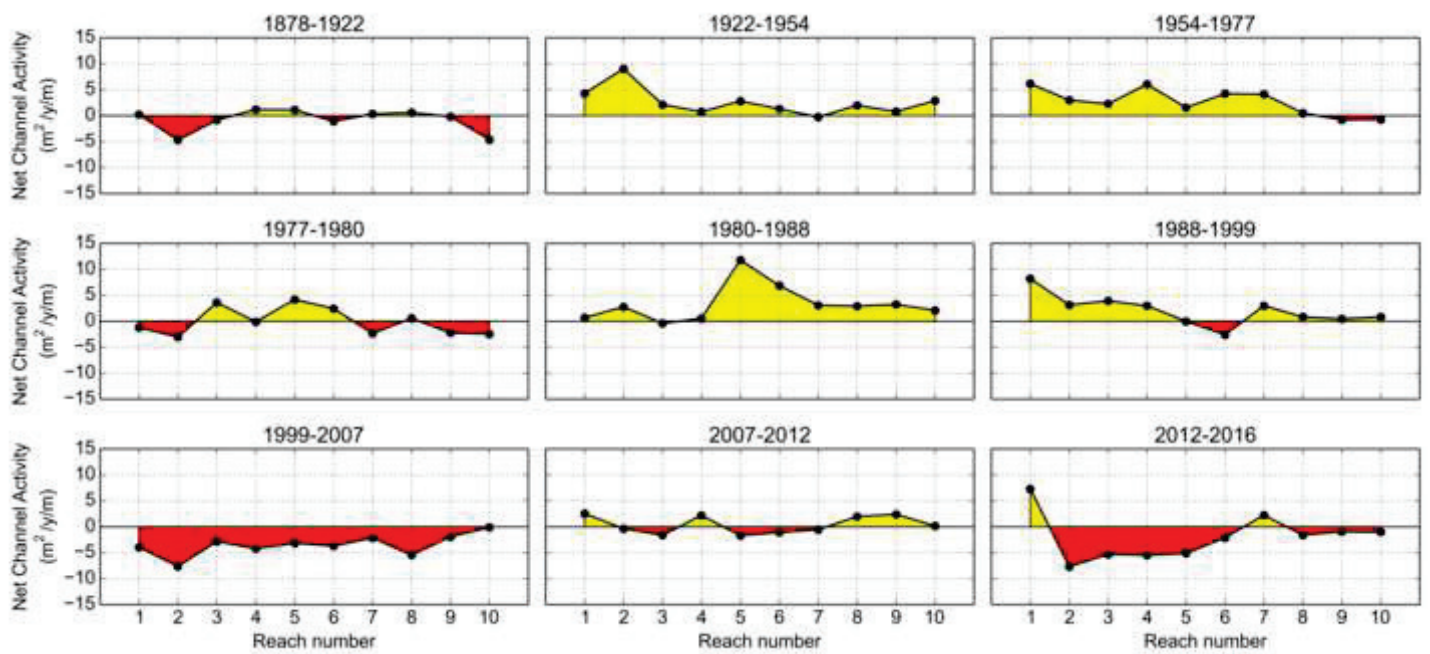 1878-1922
1922-1954
1954-1977
Net Channel Activity
(m² /y/m)
15
10
5
0
−5
−10
−15
1977-1980
1980-1988
1988-1999
Net Channel Activity
(m² /y/m)
15
10
5
0
−5
−10
−15
1999-2007
2007-2012
2012-2016
Net Channel Activity
(m² /y/m)
15
10
5
0
−5
−10
−15
1 2 3 4 5 6 7 8 9 10
1 2 3 4 5 6 7 8 9 10
1 2 3 4 5 6 7 8 9 10
Reach number
Reach number
Reach number